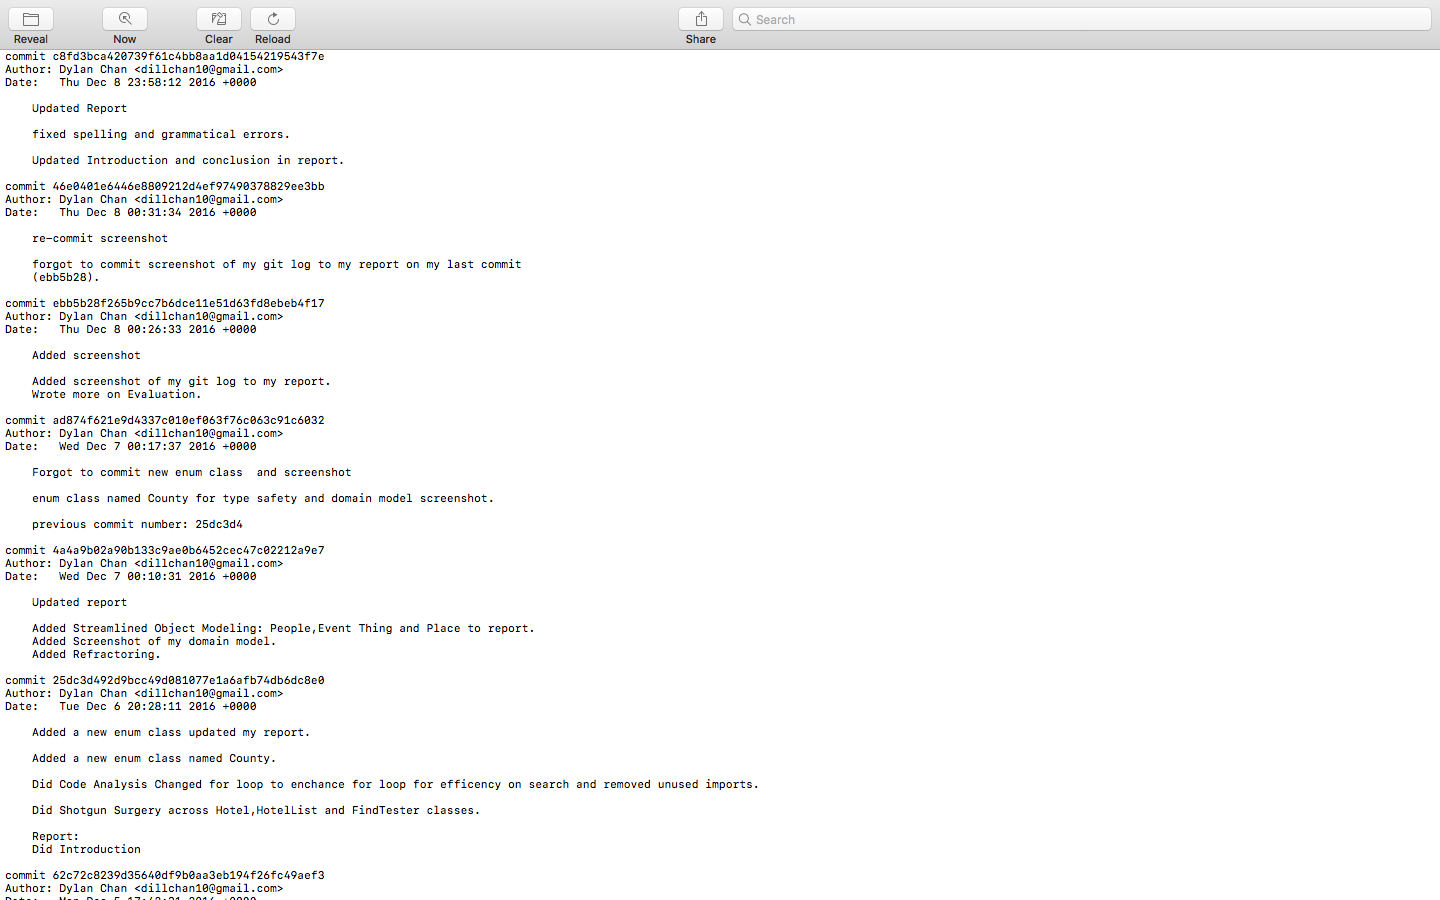 Reveal
Now
Clear
Reload
Share
Search
commit c8fd3bca420739f61c4bb8aa1d04154219543f7e
Author: Dylan Chan <dillchan10@gmail.com>
Date:   Thu Dec 8 23:58:12 2016 +0000
Updated Report
fixed spelling and grammatical errors.
Updated Introduction and conclusion in report.
commit 46e0401e6446e8809212d4ef97490378829ee3bb
Author: Dylan Chan <dillchan10@gmail.com>
Date:   Thu Dec 8 00:31:34 2016 +0000
re-commit screenshot
forgot to commit screenshot of my git log to my report on my last commit
(ebb5b28).
commit ebb5b28f265b9cc7b6dce11e51d63fd8ebeb4f17
Author: Dylan Chan <dillchan10@gmail.com>
Date:   Thu Dec 8 00:26:33 2016 +0000
Added screenshot
Added screenshot of my git log to my report.
Wrote more on Evaluation.
commit ad874f621e9d4337c010ef063f76c063c91c6032
Author: Dylan Chan <dillchan10@gmail.com>
Date:   Wed Dec 7 00:17:37 2016 +0000
Forgot to commit new enum class  and screenshot
enum class named County for type safety and domain model screenshot.
previous commit number: 25dc3d4
commit 4a4a9b02a90b133c9ae0b6452cec47c02212a9e7
Author: Dylan Chan <dillchan10@gmail.com>
Date:   Wed Dec 7 00:10:31 2016 +0000
Updated report
Added Streamlined Object Modeling: People,Event Thing and Place to report.
Added Screenshot of my domain model.
Added Refractoring.
commit 25dc3d492d9bcc49d081077e1a6afb74db6dc8e0
Author: Dylan Chan <dillchan10@gmail.com>
Date:   Tue Dec 6 20:28:11 2016 +0000
Added a new enum class updated my report.
Added a new enum class named County.
Did Code Analysis Changed for loop to enchance for loop for efficency on search and removed unused imports.
Did Shotgun Surgery across Hotel,HotelList and FindTester classes.
Report:
Did Introduction
commit 62c72c8239d35640df9b0aa3eb194f26fc49aef3
Author: Dylan Chan <dillchan10@gmail.com>